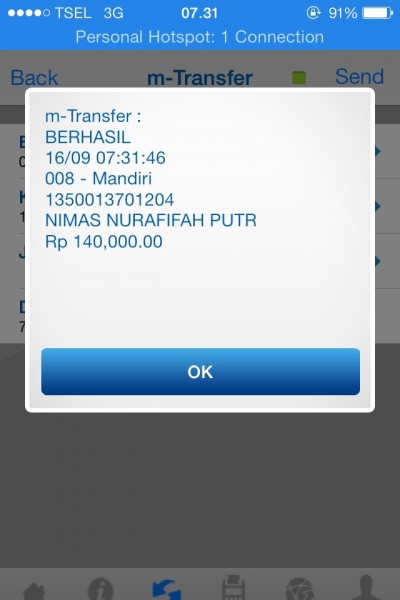 TSEL 3G 07.31 91%
Personal Hotspot: 1 Connection
Back m-Transfer Send
m-Transfer :
BERHASIL
16/09 07:31:46
008 - Mandiri
1350013701204
NIMAS NURAFIFAH PUTR
Rp 140,000.00
OK